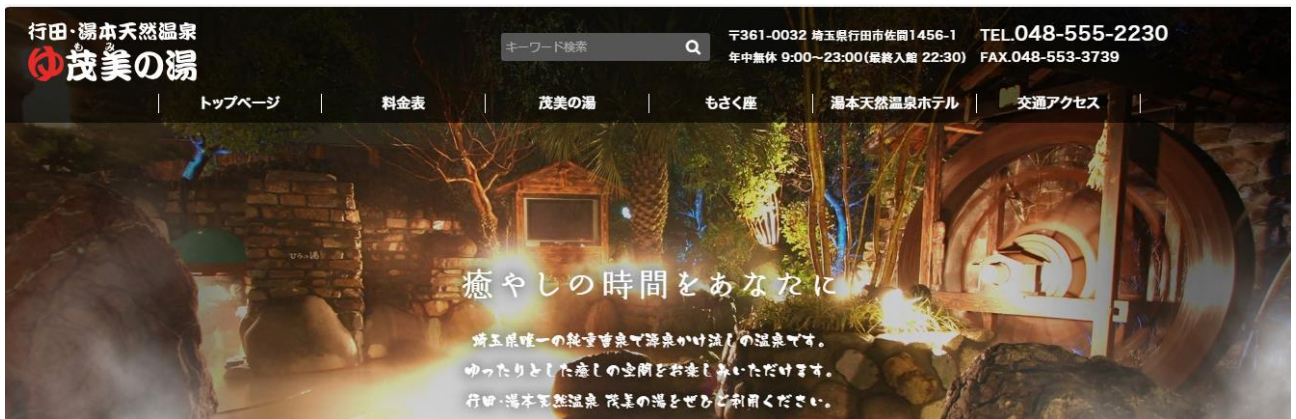 行田・湯本天然温泉
も み
ゆ 茂美の湯
キーワード検索
〒361-0032 埼玉県行田市佐間1456-1
年中無休 9:00～23:00(最終入館 22:30)
TEL.048-555-2230
FAX.048-553-3739
トップページ
料金表
茂美の湯
もさく座
湯本天然温泉ホテル
交通アクセス
癒やしの時間をあなたに
埼玉県唯一の純重曹泉で源泉かけ流しの温泉です。
ゆったりとした癒しの空間をお楽しみいただけます。
行田・湯本天然温泉 茂美の湯をぜひご利用ください。